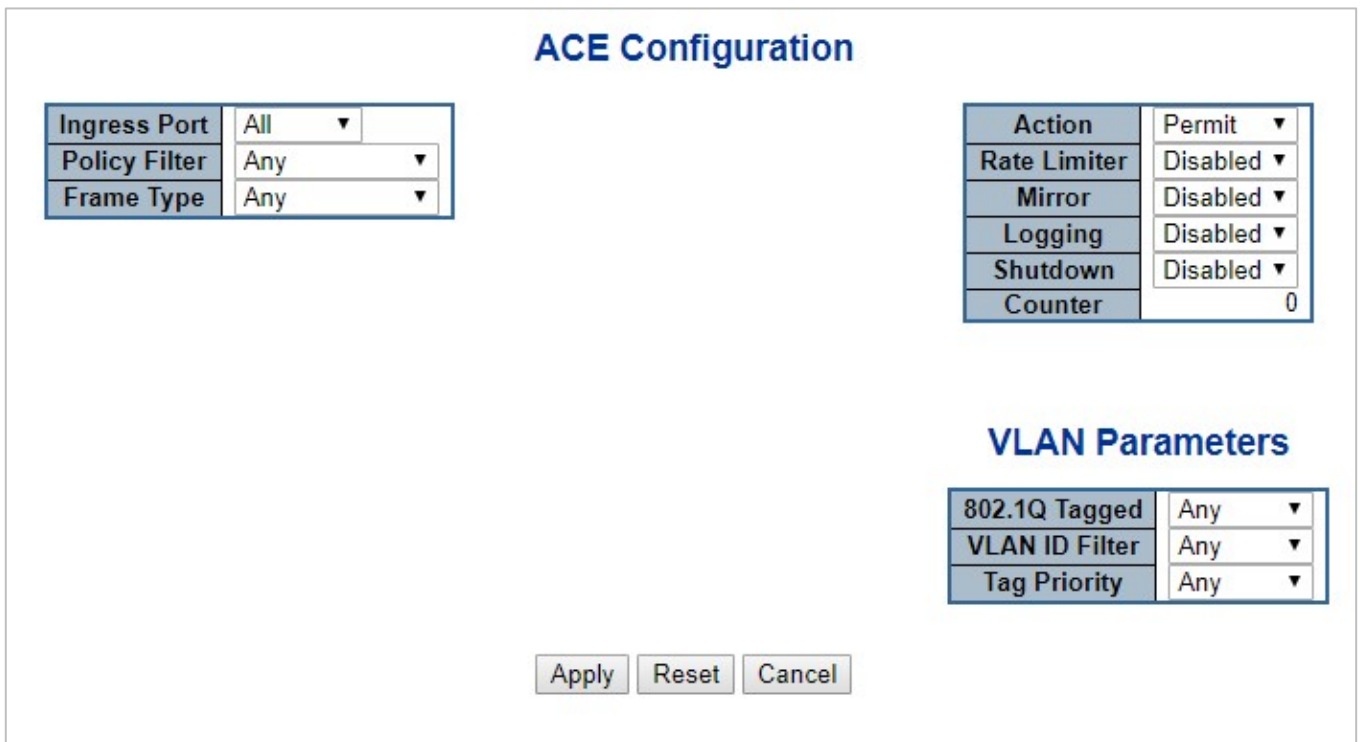 ACE Configuration
Ingress Port All
Policy Filter Any
Frame Type Any
Action Permit
Rate Limiter Disabled
Mirror Disabled
Logging Disabled
Shutdown Disabled
Counter 0
VLAN Parameters
802.1Q Tagged Any
VLAN ID Filter Any
Tag Priority Any
Apply Reset Cancel